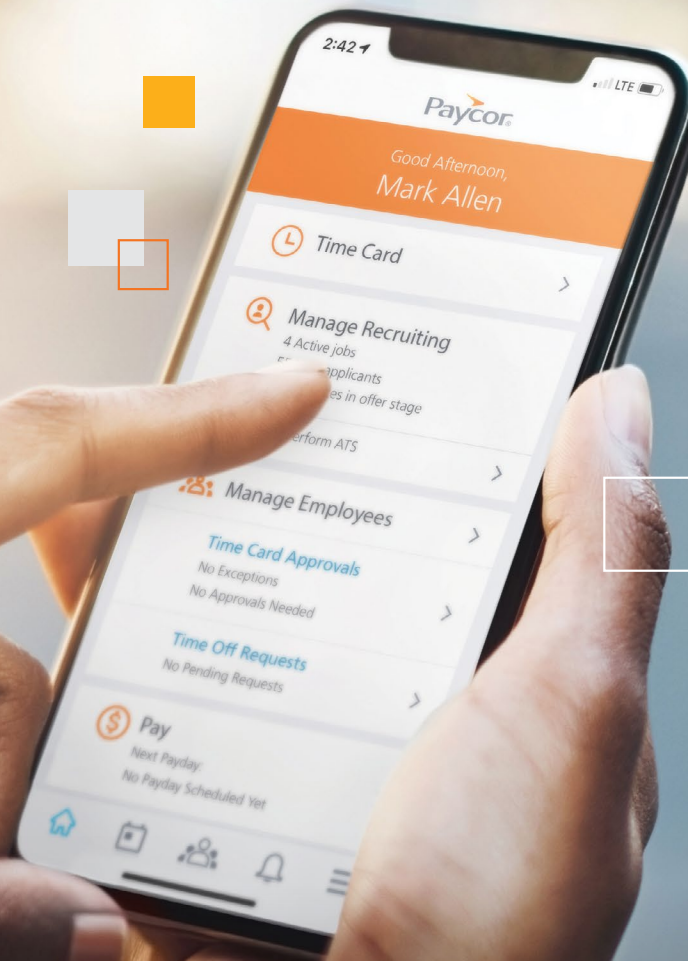 2:42
LTE
Paycor
Good Afternoon,
Mark Allen
Time Card
Manage Recruiting
4 Active jobs
applicants
in offer stage
ATS
Manage Employees
Time Card Approvals
No Exceptions
No Approvals Needed
Time Off Requests
No Pending Requests
$ Pay
Next Payday:
No Payday Scheduled Yet